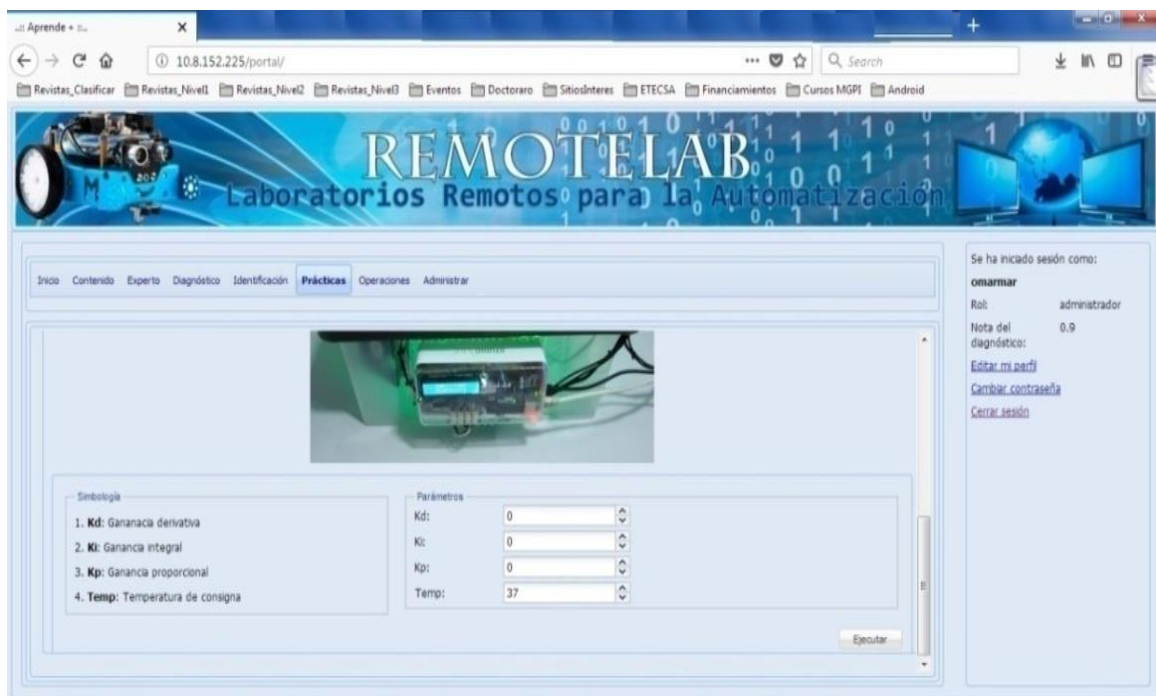 ..:: Aprende + ::..
10.8.152.225/portal/
Search
Revistas_Clasificar Revistas_Nivel1 Revistas_Nivel2 Revistas_Nivel3 Eventos Doctoraro SitiosInteres ETECSA Financiamientos Cursos MGPI Android
REMOTELAB
Laboratorios Remotos para la Automatización
Inicio Contenido Experto Diagnóstico Identificación Prácticas Operaciones Administrar
Se ha iniciado sesión como:
omarmar
Rol: administrador
Nota del diagnóstico: 0.9
Editar mi perfil
Cambiar contraseña
Cerrar sesión
Simbología
1. Kd: Gananacia derivativa
2. Ki: Ganancia integral
3. Kp: Ganancia proporcional
4. Temp: Temperatura de consigna
Parámetros
Kd: 0
Ki: 0
Kp: 0
Temp: 37
Ejecutar